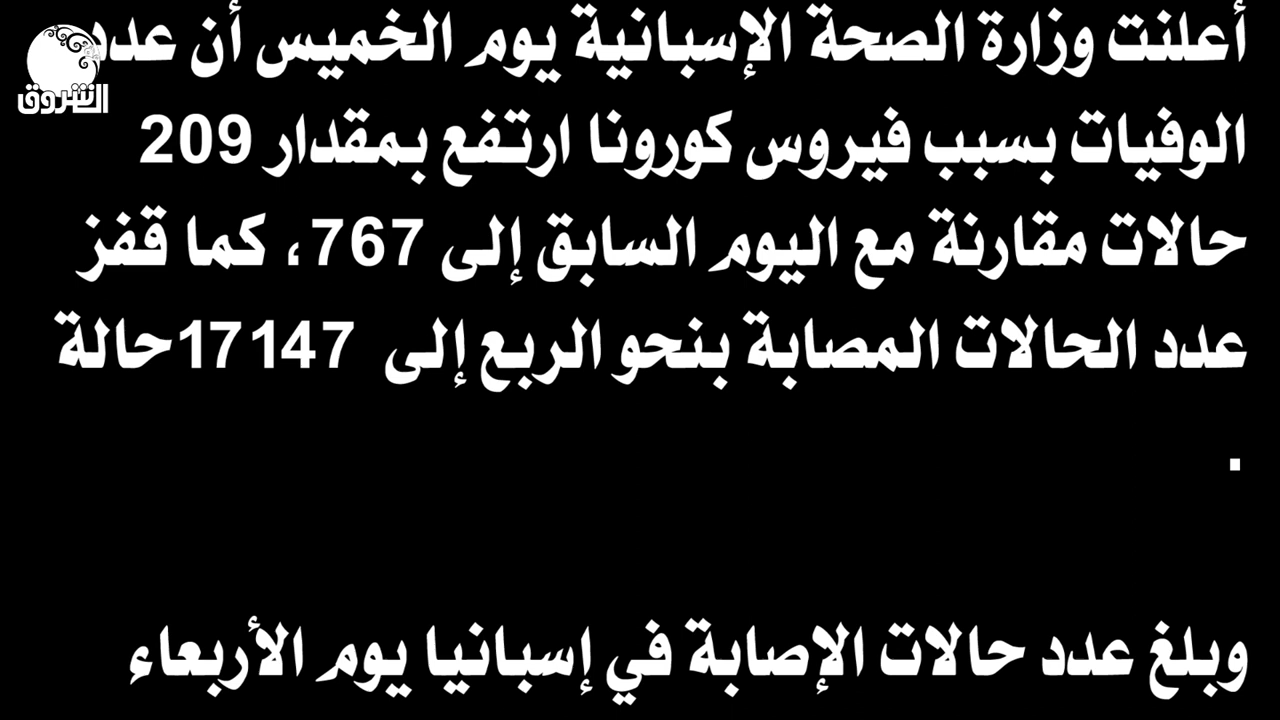 الشروق
أعلنت وزارة الصحة الإسبانية يوم الخميس أن عدد
الوفيات بسبب فيروس كورونا ارتفع بمقدار 209
حالات مقارنة مع اليوم السابق إلى 767، كما قفز
عدد الحالات المصابة بنحو الربع إلى 17147حالة
.
وبلغ عدد حالات الإصابة في إسبانيا يوم الأربعاء